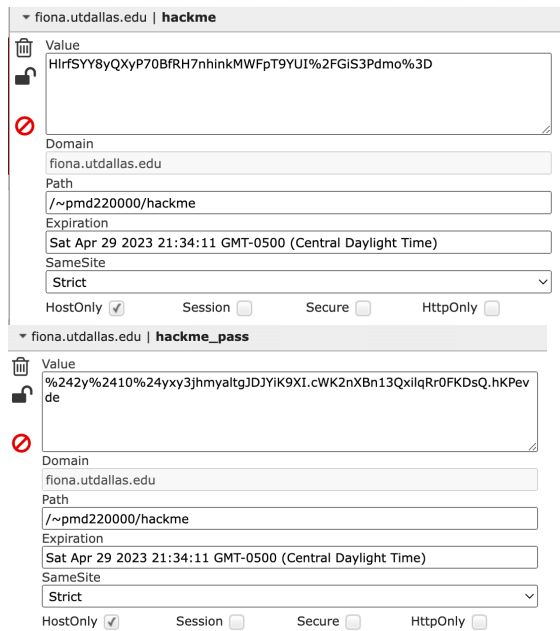 fiona.utdallas.edu | hackme
Value
HlrfSYY8yQXyP70BfRH7nhinkMWFpT9YUI%2FGiS3Pdmo%3D
Domain
fiona.utdallas.edu
Path
/~pmd220000/hackme
Expiration
Sat Apr 29 2023 21:34:11 GMT-0500 (Central Daylight Time)
SameSite
Strict
HostOnly Session Secure HttpOnly
fiona.utdallas.edu | hackme_pass
Value
%242y%2410%24yxy3jhmyaltgJDJYiK9XI.cWK2nXBn13QxilqRr0FKDsQ.hKPev
de
Domain
fiona.utdallas.edu
Path
/~pmd220000/hackme
Expiration
Sat Apr 29 2023 21:34:11 GMT-0500 (Central Daylight Time)
SameSite
Strict
HostOnly Session Secure HttpOnly